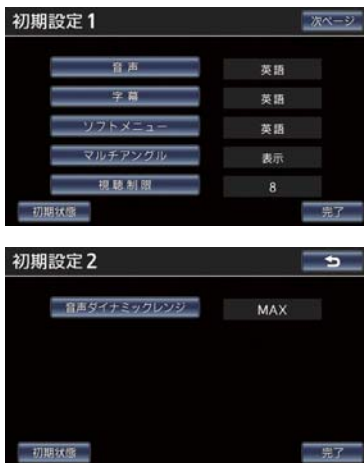 初期設定1 次ページ
音声 英語
字幕 英語
ソフトメニュー 英語
マルチアングル 表示
視聴制限 8
初期状態 完了
初期設定2
音声ダイナミックレンジ MAX
初期状態 完了